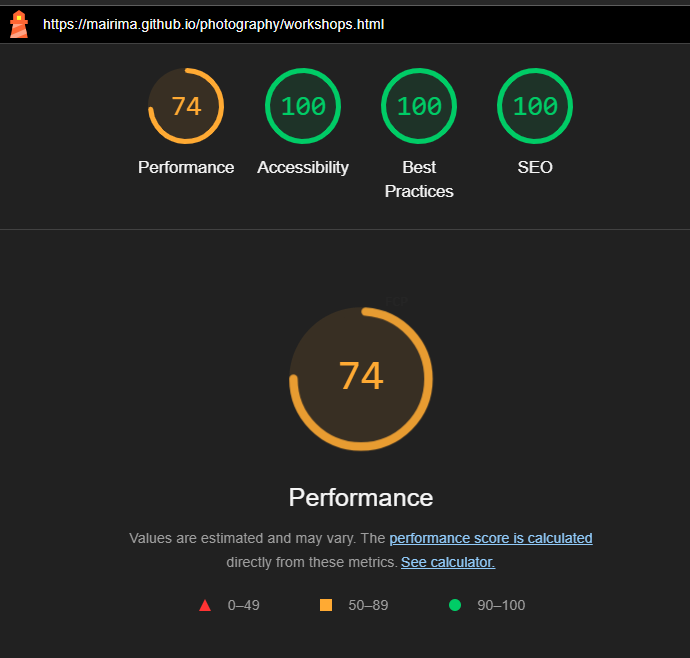 https://mairima.github.io/photography/workshops.html
74
100
100
100
Performance
Accessibility
Best
Practices
SEO
74
Performance
Values are estimated and may vary. The performance score is calculated
directly from these metrics. See calculator.
0–49
50–89
90–100